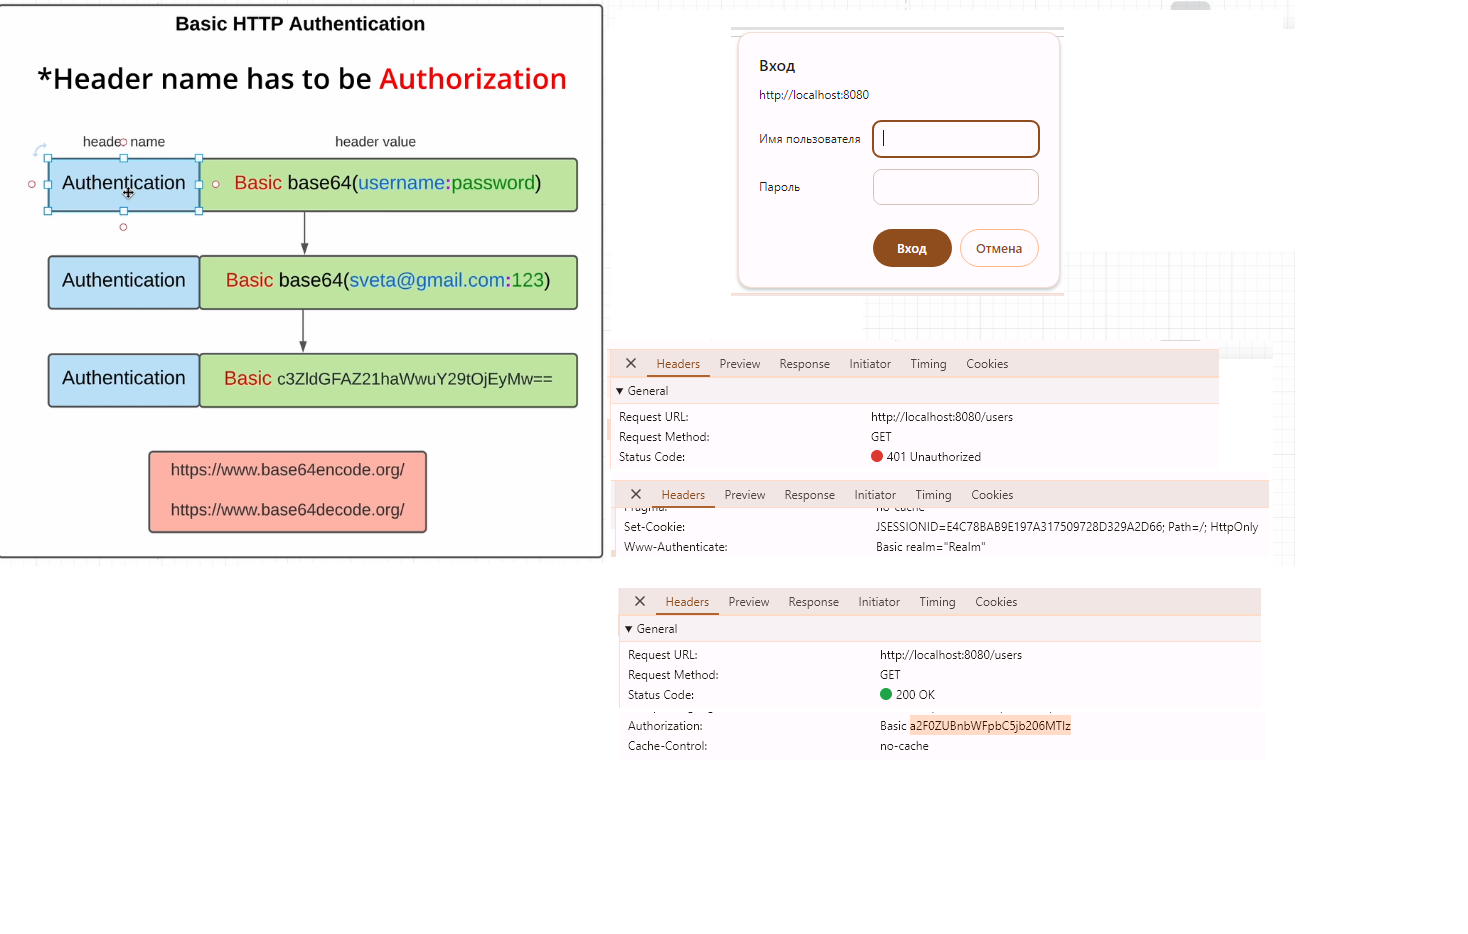 Basic HTTP Authentication
*Header name has to be Authorization
header name
header value
Authentication
Basic base64(username:password)
Authentication
Basic base64(sveta@gmail.com:123)
Authentication
Basic c3ZldGFAZ21haWwuY29tOjEyMw==
https://www.base64encode.org/
https://www.base64decode.org/
Вход
http://localhost:8080
Имя пользователя
Пароль
Вход
Отмена
Headers Preview Response Initiator Timing Cookies
▼ General
Request URL: http://localhost:8080/users
Request Method: GET
Status Code: 401 Unauthorized
Headers Preview Response Initiator Timing Cookies
Pragma: no-cache
Set-Cookie: JSESSIONID=E4C78BAB9E197A317509728D329A2D66; Path=/; HttpOnly
Www-Authenticate: Basic realm="Realm"
Headers Preview Response Initiator Timing Cookies
▼ General
Request URL: http://localhost:8080/users
Request Method: GET
Status Code: 200 OK
Authorization: Basic a2F0ZUBnbWFpbC5jb206MTIz
Cache-Control: no-cache